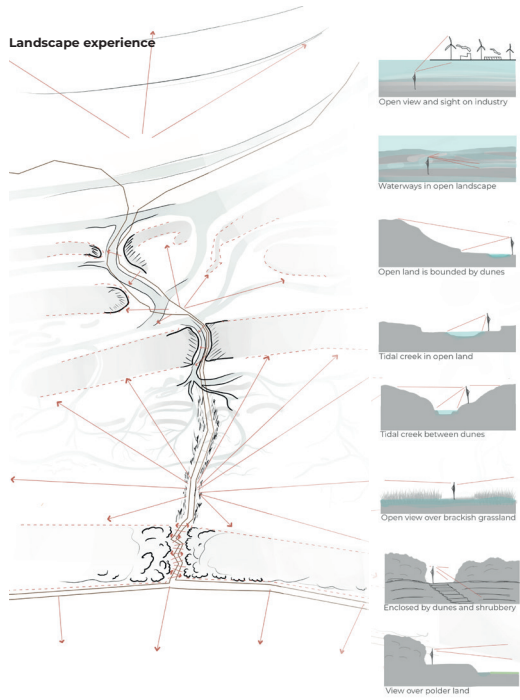 Landscape experience
Open view and sight on industry
Waterways in open landscape
Open land is bounded by dunes
Tidal creek in open land
Tidal creek between dunes
Open view over brackish grassland
Enclosed by dunes and shrubbery
View over polder land